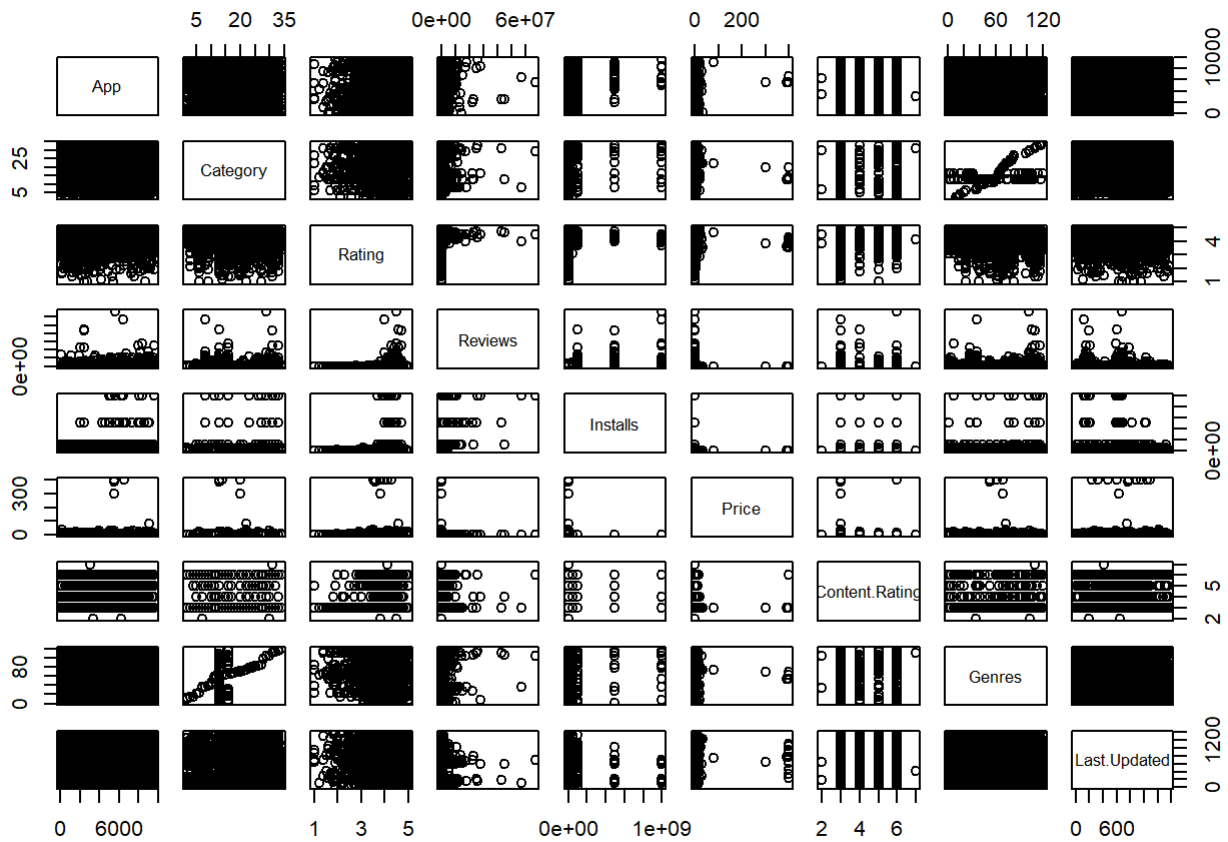 5 20 35 0e+00 6e+07 0 200 0 60 120
App 0 10000
5 25 Category
Rating 1 4
0e+00 Reviews
Installs 0e+00
0 300 Price
Content.Rating 2 5
0 80 Genres
Last.Updated 0 1200
0 6000 1 3 5 0e+00 1e+09 2 4 6 0 600